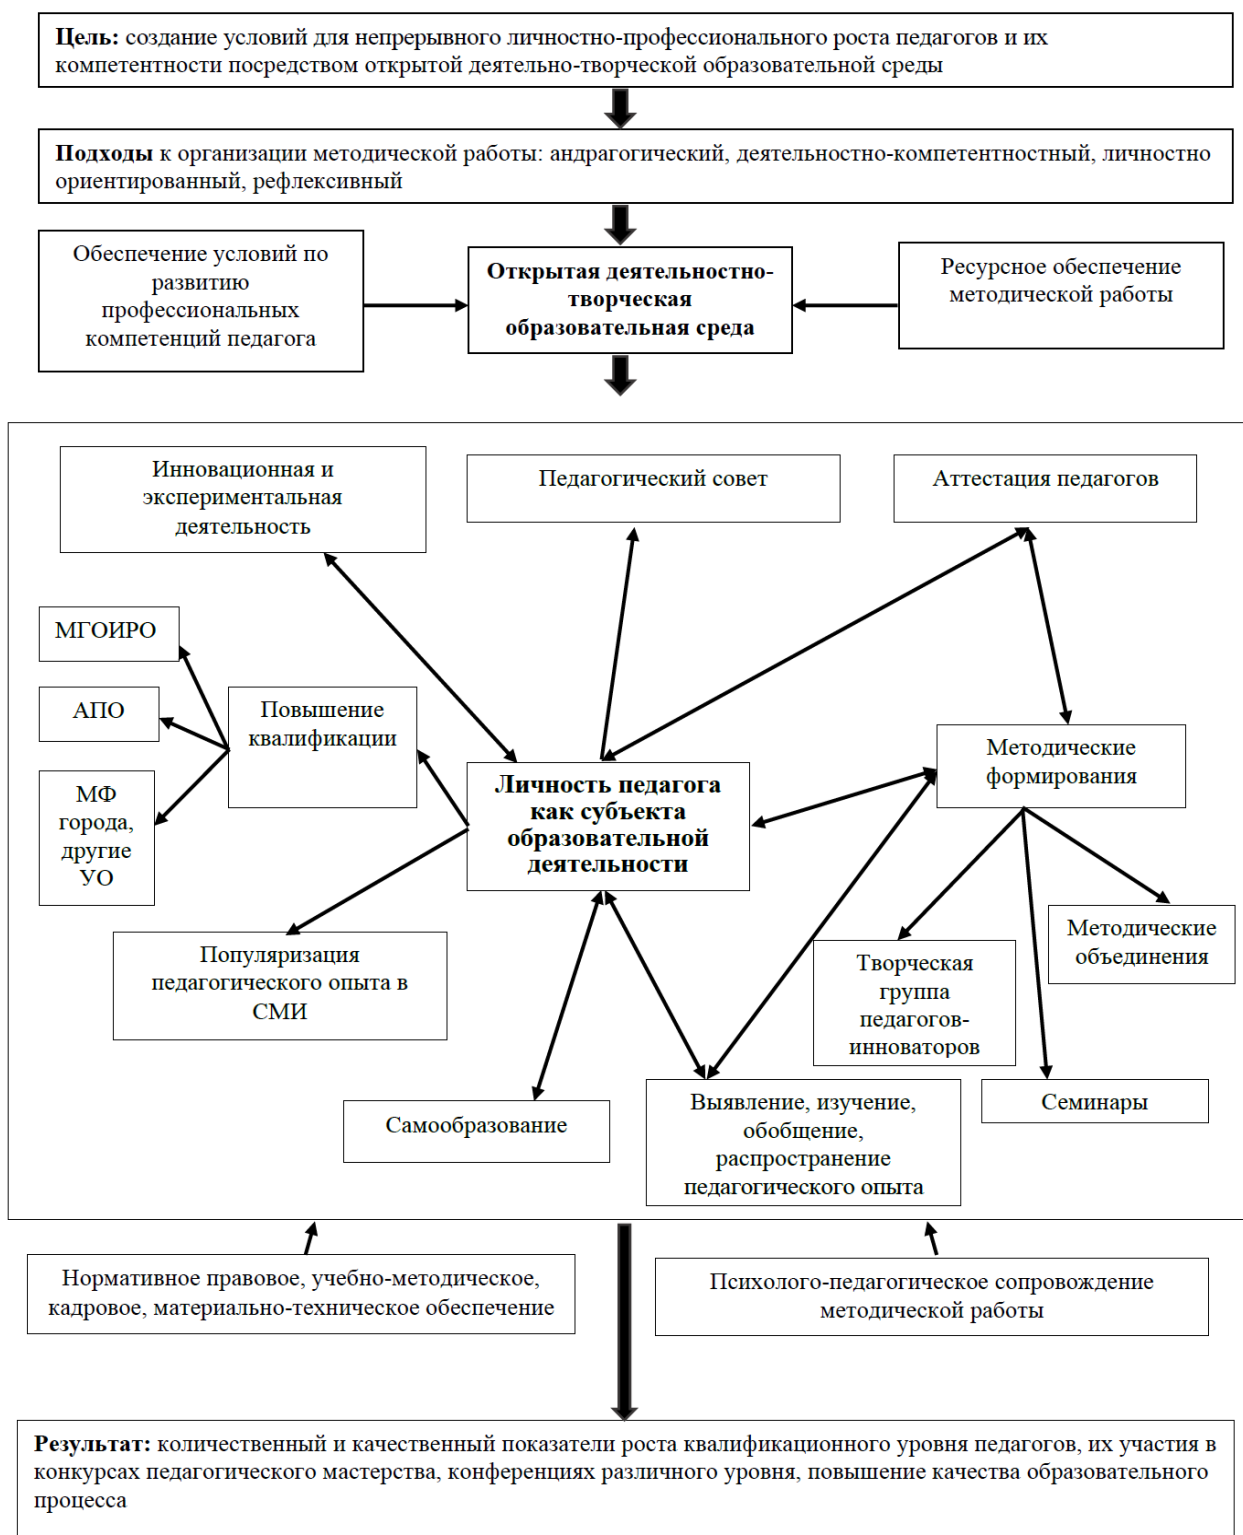 Цель: создание условий для непрерывного личностно-профессионального роста педагогов и их
компетентности посредством открытой деятельно-творческой образовательной среды
Подходы к организации методической работы: андрагогический, деятельностно-компетентностный, личностно
ориентированный, рефлексивный
Обеспечение условий по
развитию
профессиональных
компетенций педагога
Открытая деятельностно-
творческая
образовательная среда
Ресурсное обеспечение
методической работы
Инновационная и
экспериментальная
деятельность
Педагогический совет
Аттестация педагогов
МГОИРО
АПО
МФ
города,
другие
УО
Повышение
квалификации
Личность педагога
как субъекта
образовательной
деятельности
Методические
формирования
Популяризация
педагогического опыта в
СМИ
Творческая
группа
педагогов-
инноваторов
Методические
объединения
Самообразование
Выявление, изучение,
обобщение,
распространение
педагогического опыта
Семинары
Нормативное правовое, учебно-методическое,
кадровое, материально-техническое обеспечение
Психолого-педагогическое сопровождение
методической работы
Результат: количественный и качественный показатели роста квалификационного уровня педагогов, их участия в
конкурсах педагогического мастерства, конференциях различного уровня, повышение качества образовательного
процесса